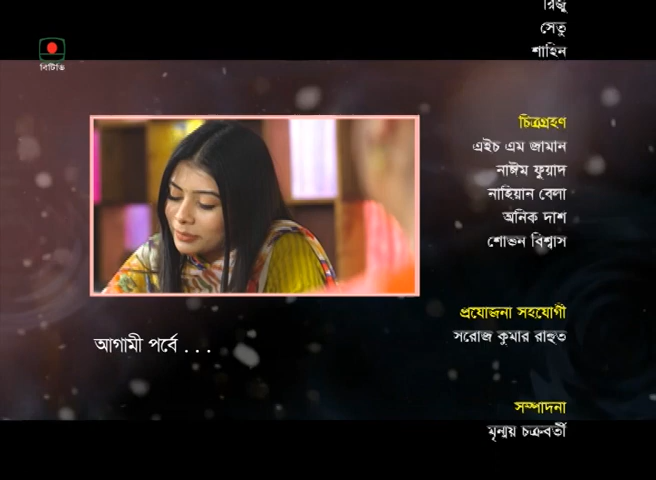 রিজু
সেতু
শাহিন
বিটিভি
চিত্রগ্রহণ
এইচ এম জামান
নাঈম ফুয়াদ
নাহিয়ান বেলা
অনিক দাশ
শোভন বিশ্বাস
প্রযোজনা সহযোগী
সরোজ কুমার রাহুত
আগামী পর্বে . . .
সম্পাদনা
মৃন্ময় চক্রবর্তী